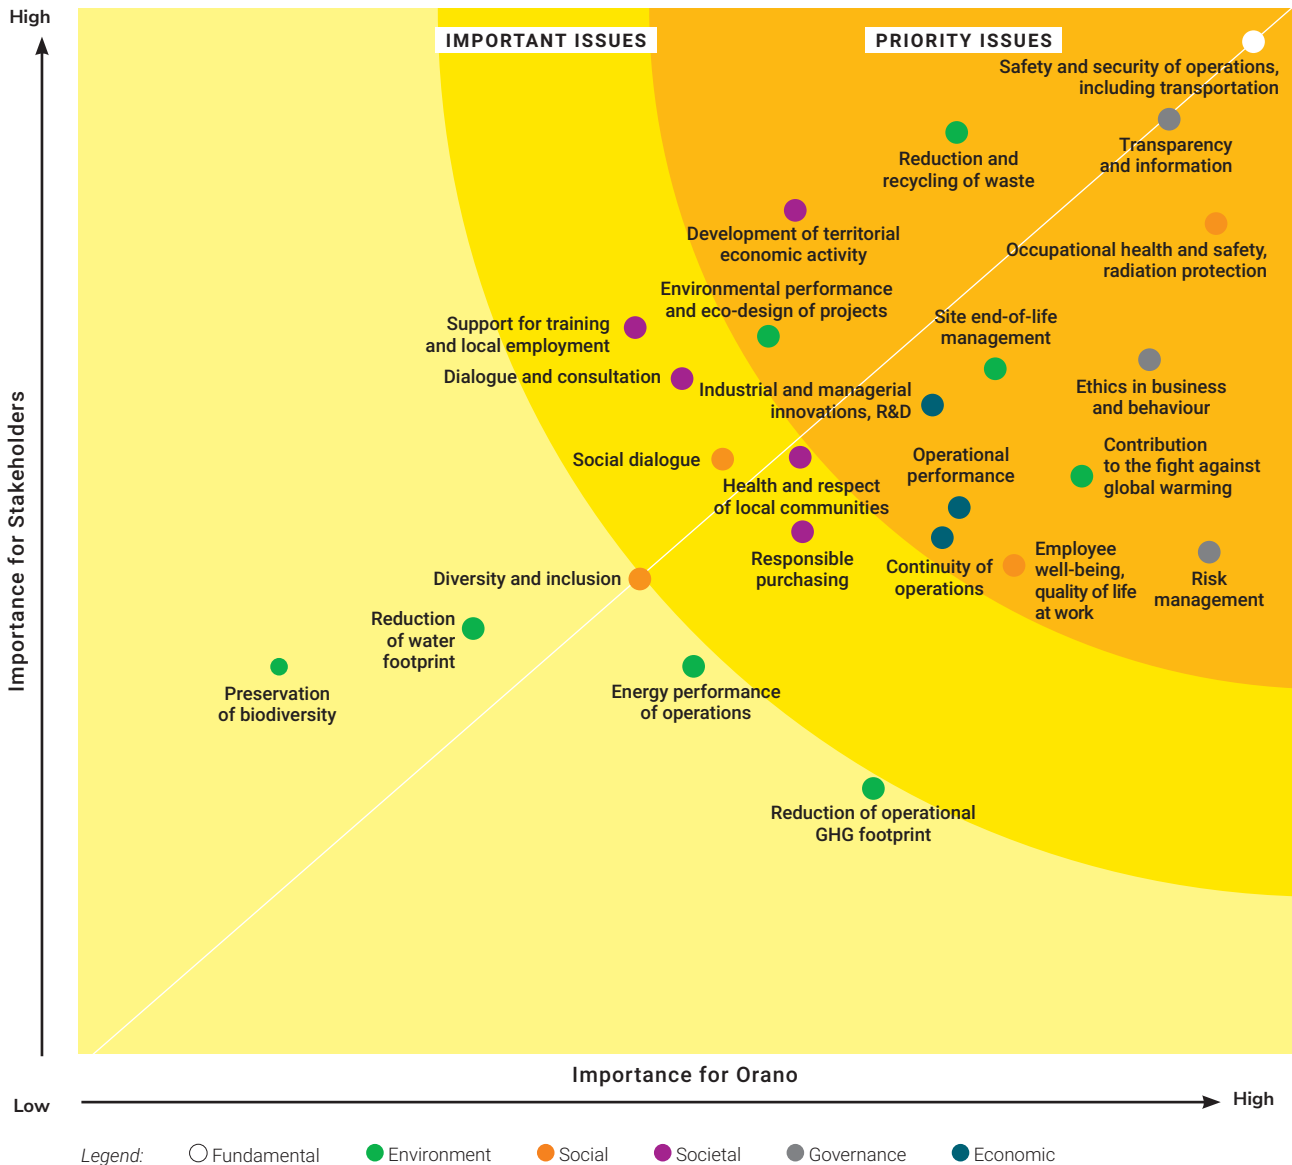 High
IMPORTANT ISSUES
PRIORITY ISSUES
Safety and security of operations,
including transportation
Transparency
and information
Reduction and
recycling of waste
Development of territorial
economic activity
Occupational health and safety,
radiation protection
Environmental performance
and eco-design of projects
Support for training
and local employment
Site end-of-life
management
Dialogue and consultation
Industrial and managerial
innovations, R&D
Ethics in business
and behaviour
Social dialogue
Operational
performance
Contribution
to the fight against
global warming
Health and respect
of local communities
Responsible
purchasing
Continuity of
operations
Employee
well-being,
quality of life
at work
Risk
management
Diversity and inclusion
Reduction
of water
footprint
Preservation
of biodiversity
Energy performance
of operations
Reduction of operational
GHG footprint
Importance for Stakeholders
Importance for Orano
Low
High
Legend:
Fundamental
Environment
Social
Societal
Governance
Economic